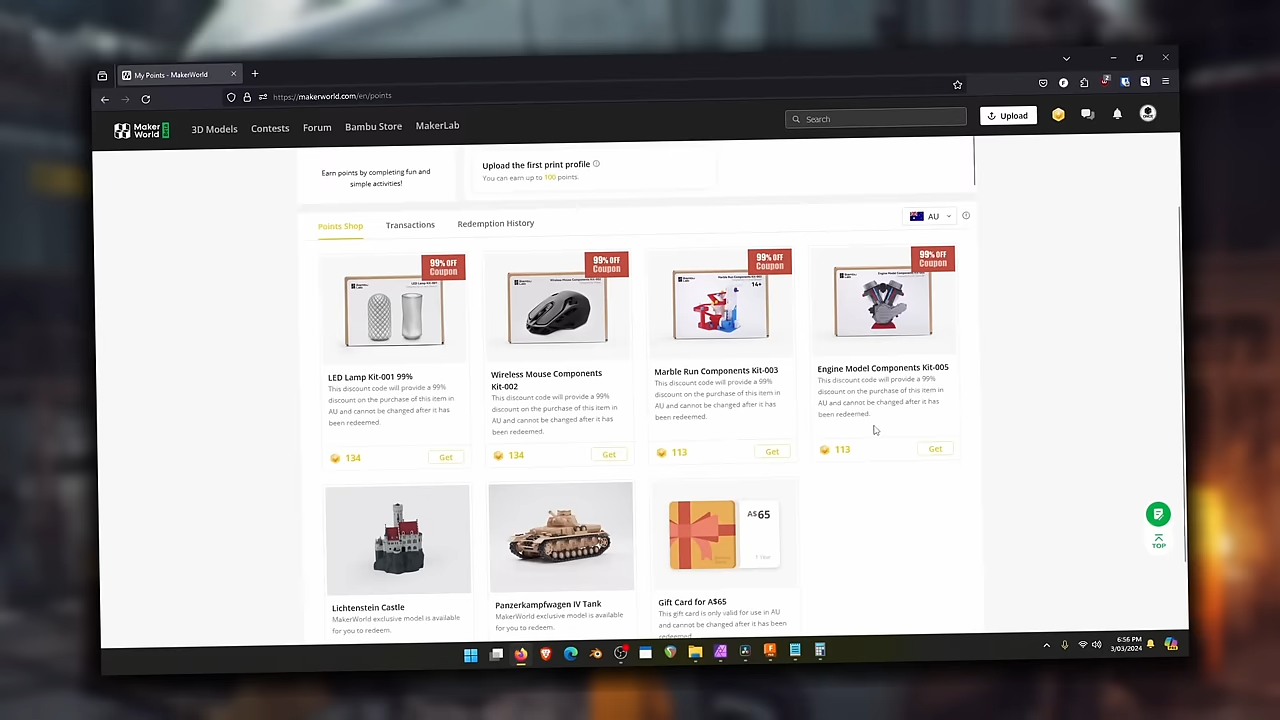 My Points - MakerWorld
https://makerworld.com/en/points
Maker
World
3D Models
Contests
Forum
Bambu Store
MakerLab
Search
Upload
Earn points by completing fun and
simple activities!
Upload the first print profile
You can earn up to 100 points.
Points Shop
Transactions
Redemption History
AU
99% OFF
Coupon
LED Lamp Kit-001
99% OFF
Coupon
99% OFF
Coupon
14+
99% OFF
Coupon
LED Lamp Kit-001 99%
This discount code will provide a 99%
discount on the purchase of this item in
AU and cannot be changed after it has
been redeemed.
134
Get
Wireless Mouse Components
Kit-002
This discount code will provide a 99%
discount on the purchase of this item in
AU and cannot be changed after it has
been redeemed.
134
Get
Marble Run Components Kit-003
This discount code will provide a 99%
discount on the purchase of this item in
AU and cannot be changed after it has
been redeemed.
113
Get
Engine Model Components Kit-005
This discount code will provide a 99%
discount on the purchase of this item in
AU and cannot be changed after it has
been redeemed.
113
Get
Lichtenstein Castle
MakerWorld exclusive model is available
for you to redeem.
Panzerkampfwagen IV Tank
MakerWorld exclusive model is available
for you to redeem.
A$65
1 Year
Gift Card for A$65
This gift card is only valid for use in AU
and cannot be changed after it has been
redeemed.
TOP
6:56 PM
3/03/2024